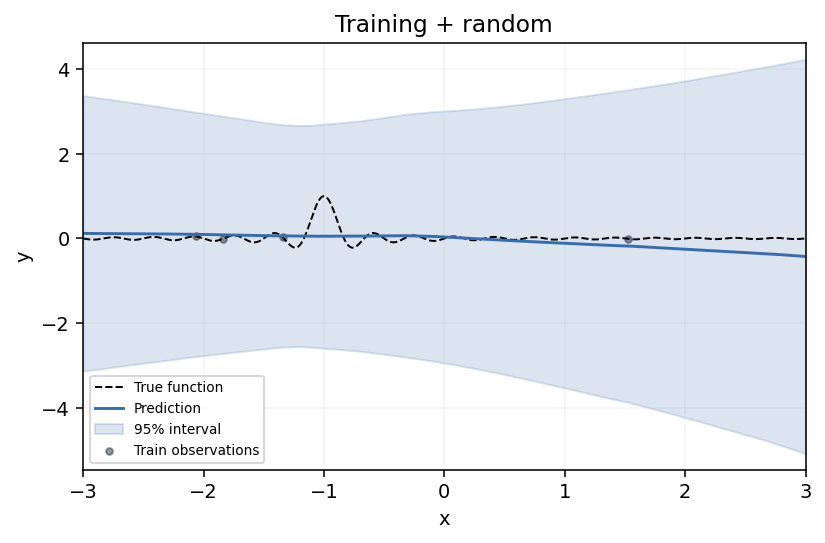 Training + random
4
2
0
−2
−4
y
True function
Prediction
95% interval
Train observations
−3 −2 −1 0 1 2 3
x